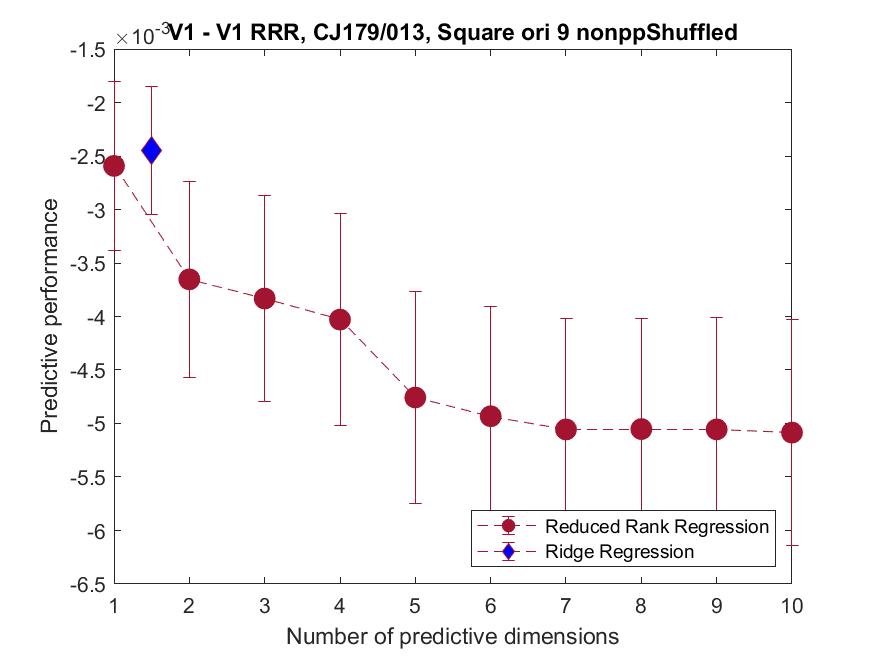 ×10-3
V1 - V1 RRR, CJ179/013, Square ori 9 nonppShuffled
-1.5
-2
-2.5
-3
-3.5
-4
-4.5
-5
-5.5
-6
-6.5
Predictive performance
1 2 3 4 5 6 7 8 9 10
Number of predictive dimensions
Reduced Rank Regression
Ridge Regression